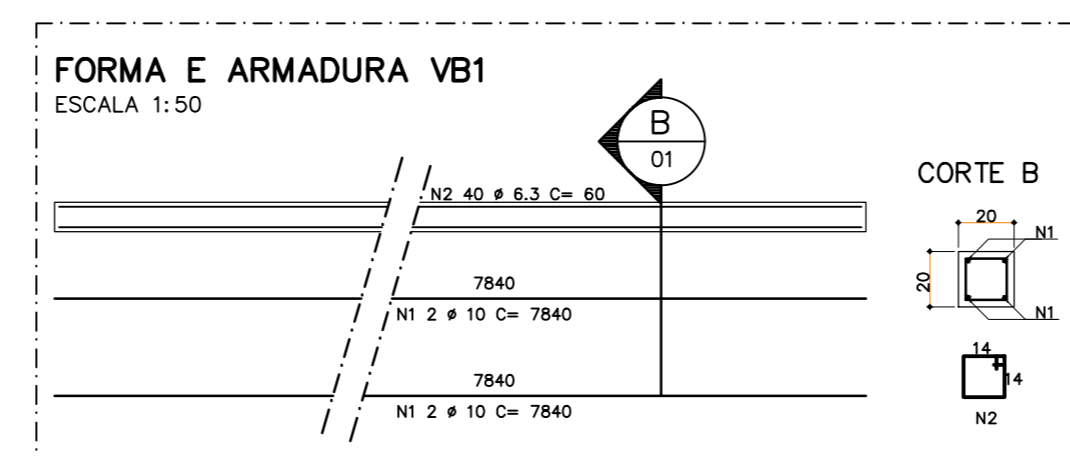 FORMA E ARMADURA VB1
ESCALA 1:50
B
01
N2 40 ø 6.3 C= 60
7840
N1 2 ø 10 C= 7840
7840
N1 2 ø 10 C= 7840
CORTE B
20
N1
20
N1
14
14
N2